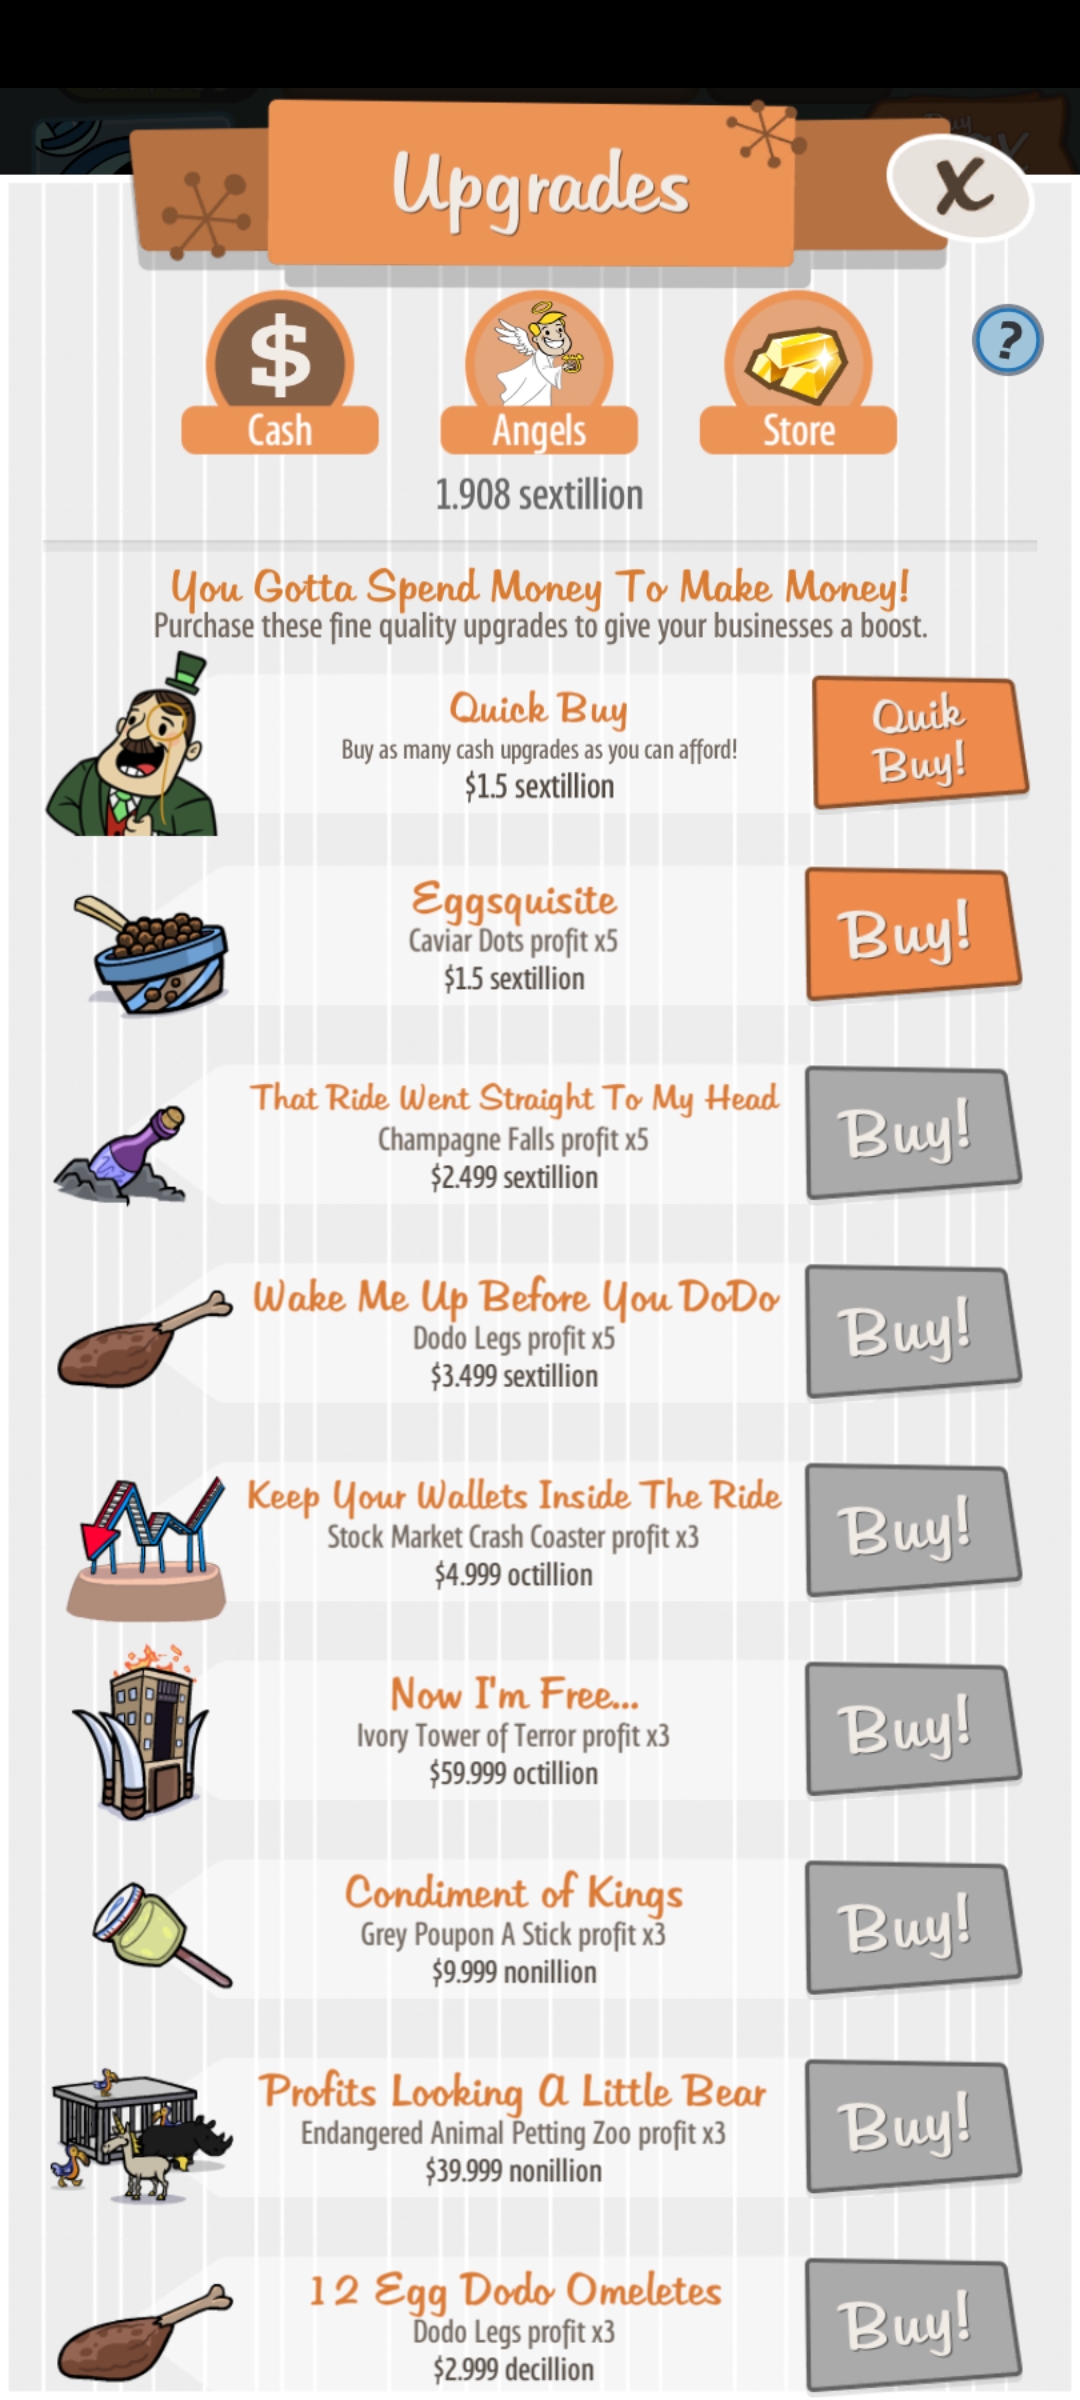 Upgrades
X
$
?
Cash
Angels
Store
1.908 sextillion
You Gotta Spend Money To Make Money!
Purchase these fine quality upgrades to give your businesses a boost.
Quick Buy
Buy as many cash upgrades as you can afford!
$1.5 sextillion
Quik
Buy!
Eggsquisite
Caviar Dots profit x5
$1.5 sextillion
Buy!
That Ride Went Straight To My Head
Champagne Falls profit x5
$2.499 sextillion
Buy!
Wake Me Up Before You DoDo
Dodo Legs profit x5
$3.499 sextillion
Buy!
Keep Your Wallets Inside The Ride
Stock Market Crash Coaster profit x3
$4.999 octillion
Buy!
Now I'm Free...
Ivory Tower of Terror profit x3
$59.999 octillion
Buy!
Condiment of Kings
Grey Poupon A Stick profit x3
$9.999 nonillion
Buy!
Profits Looking A Little Bear
Endangered Animal Petting Zoo profit x3
$39.999 nonillion
Buy!
12 Egg Dodo Omeletes
Dodo Legs profit x3
$2.999 decillion
Buy!